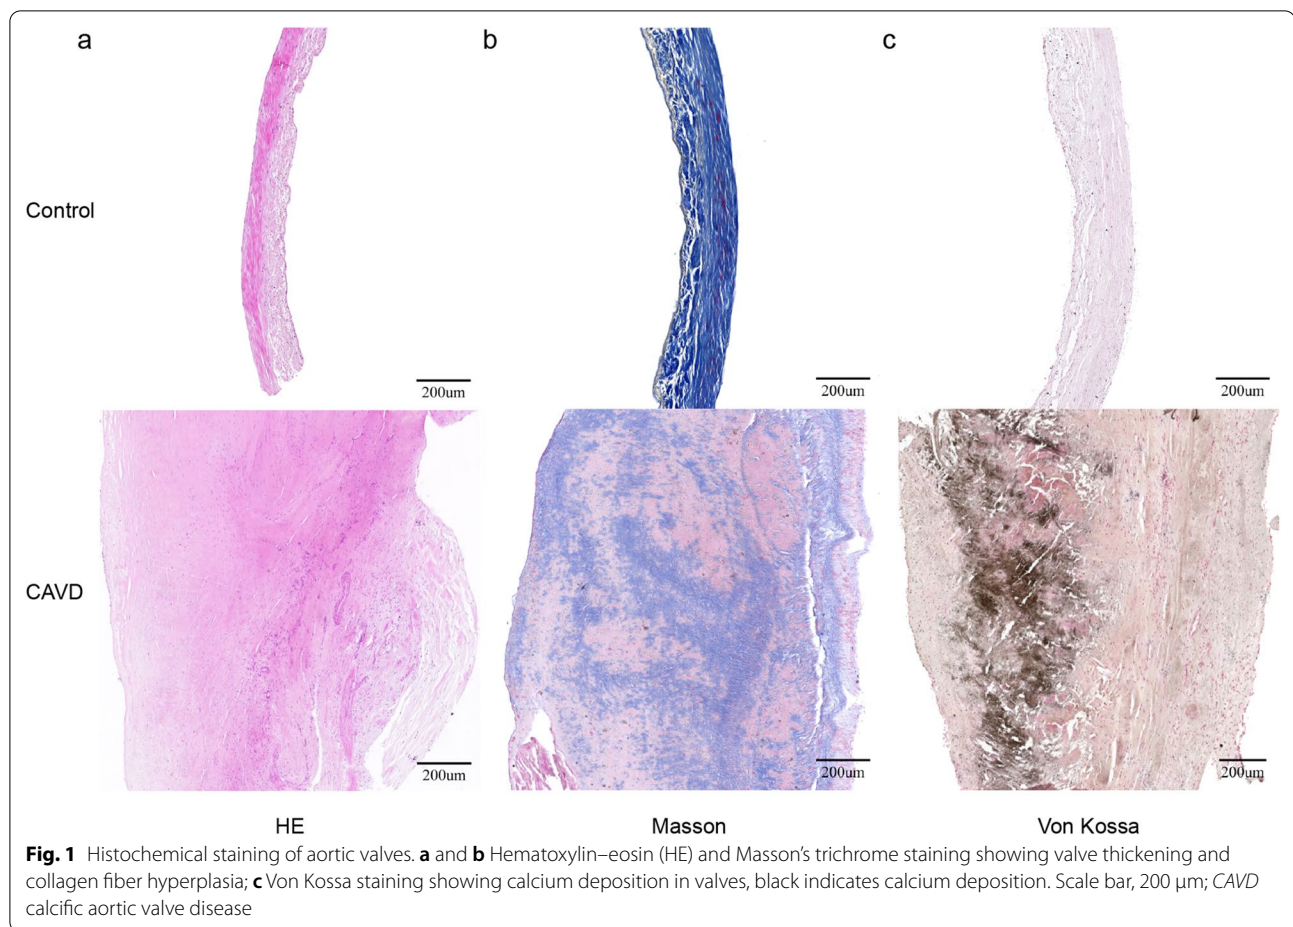 a
b
c
Control
200um
200um
200um
CAVD
200um
200um
200um
HE
Masson
Von Kossa
Fig. 1 Histochemical staining of aortic valves. a and b Hematoxylin–eosin (HE) and Masson's trichrome staining showing valve thickening and
collagen fiber hyperplasia; c Von Kossa staining showing calcium deposition in valves, black indicates calcium deposition. Scale bar, 200 μm; CAVD
calcific aortic valve disease